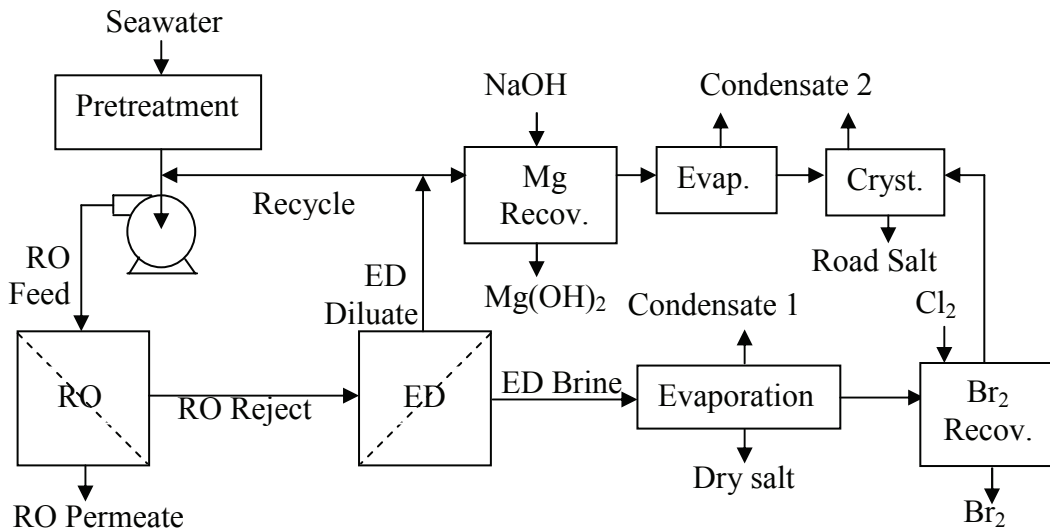 Seawater
Pretreatment
NaOH
Condensate 2
Mg
Recov.
Evap.
Cryst.
Recycle
RO
Feed
ED
Diluate
Mg(OH)₂
Road Salt
Condensate 1
Cl₂
RO
RO Reject
ED
ED Brine
Evaporation
Br₂
Recov.
RO Permeate
Dry salt
Br₂